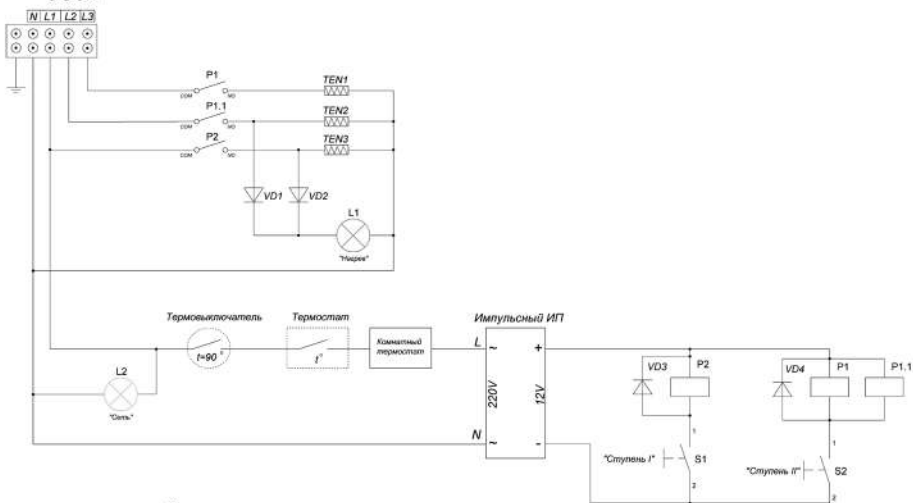 N L1 L2 L3
P1
TEN1
COM
NO
P1.1
TEN2
COM
NO
P2
TEN3
COM
NO
VD1
VD2
L1
"Нагрев"
Термовыключатель
Термостат
Импульсный ИП
t=90°
t°
Комнатный
термостат
L
~
+
220V
12V
N
~
-
L2
"Сеть"
VD3
P2
VD4
P1
P1.1
1
"Ступень I"
S1
2
1
"Ступень II"
S2
2